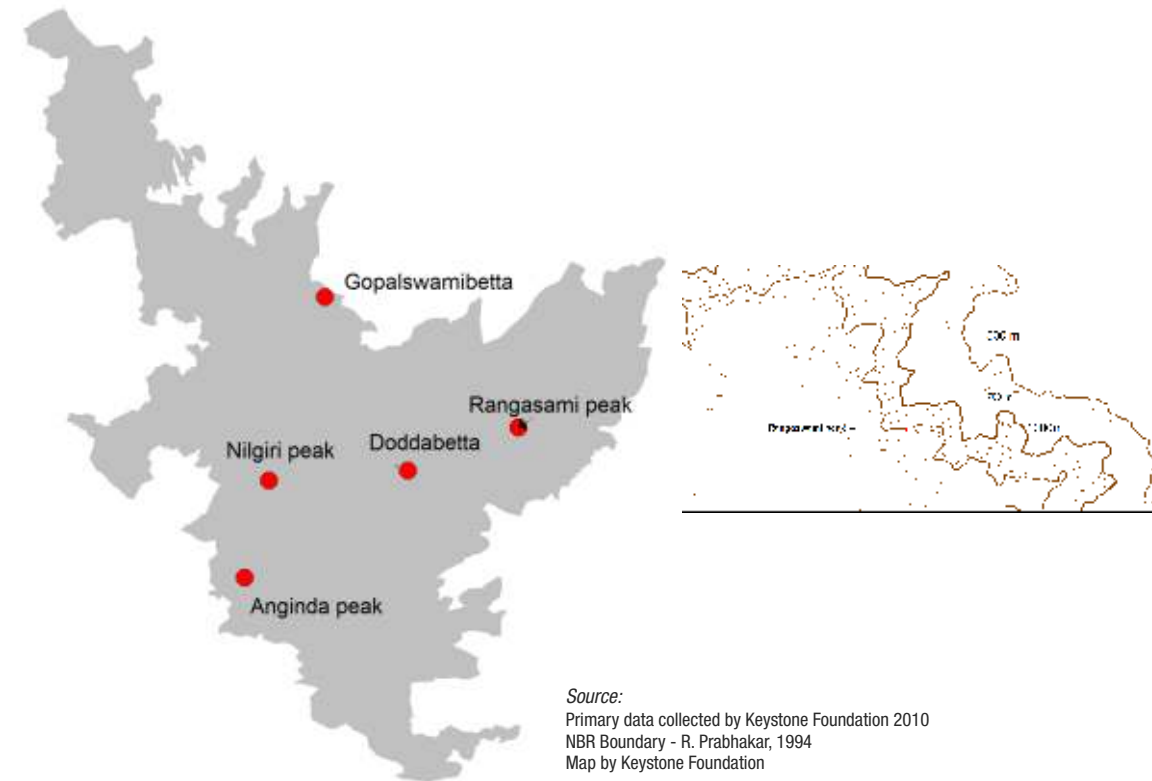 Gopalswamibetta
Rangasami peak
Doddabetta
Nilgiri peak
Anginda peak
Source:
Primary data collected by Keystone Foundation 2010
NBR Boundary - R. Prabhakar, 1994
Map by Keystone Foundation